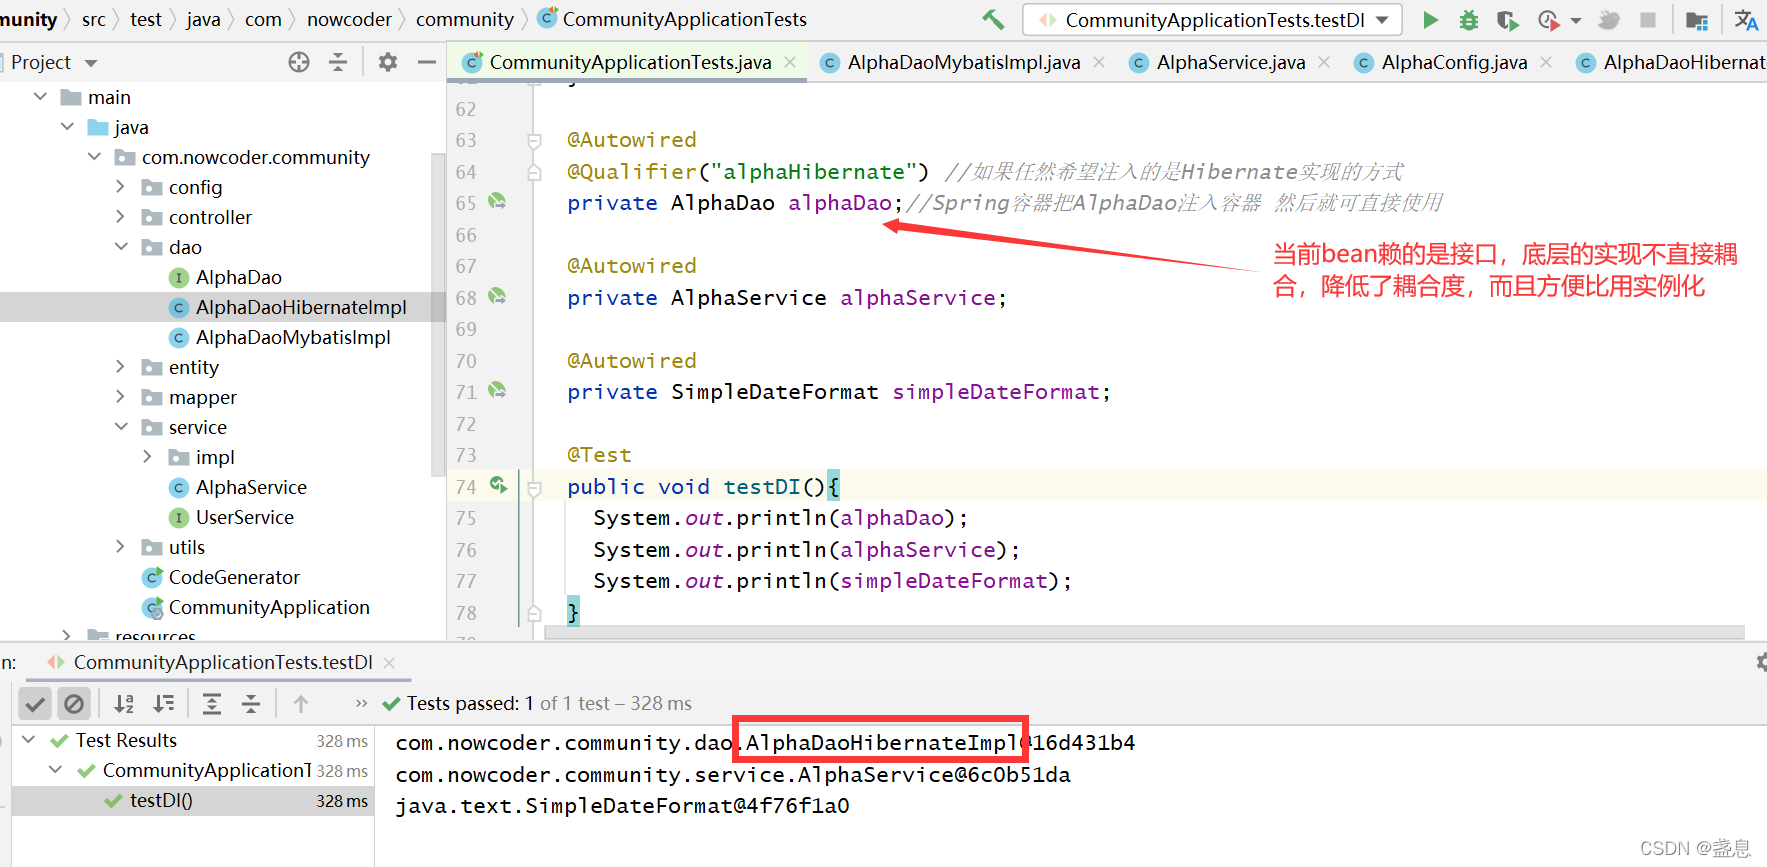 munity src test java com nowcoder community CommunityApplicationTests CommunityApplicationTests.testDI
Project
CommunityApplicationTests.java AlphaDaoMybatisImpl.java AlphaService.java AlphaConfig.java AlphaDaoHibernat
main
java
com.nowcoder.community
config
controller
dao
AlphaDao
AlphaDaoHibernateImpl
AlphaDaoMybatisImpl
entity
mapper
service
impl
AlphaService
UserService
utils
CodeGenerator
CommunityApplication
resources
62
63 @Autowired
64 @Qualifier("alphaHibernate") //如果任然希望注入的是Hibernate实现的方式
65 private AlphaDao alphaDao;//Spring容器把AlphaDao注入容器 然后就可直接使用
66
67 @Autowired
68 private AlphaService alphaService;
69
70 @Autowired
71 private SimpleDateFormat simpleDateFormat;
72
73 @Test
74 public void testDI(){
75 System.out.println(alphaDao);
76 System.out.println(alphaService);
77 System.out.println(simpleDateFormat);
78 }
当前bean赖的是接口，底层的实现不直接耦
合，降低了耦合度，而且方便比用实例化
n: CommunityApplicationTests.testDI
Tests passed: 1 of 1 test – 328 ms
Test Results 328 ms
CommunityApplicationT 328 ms
testDI() 328 ms
com.nowcoder.community.dao.AlphaDaoHibernateImpl@16d431b4
com.nowcoder.community.service.AlphaService@6c0b51da
java.text.SimpleDateFormat@4f76f1a0
CSDN @盏息